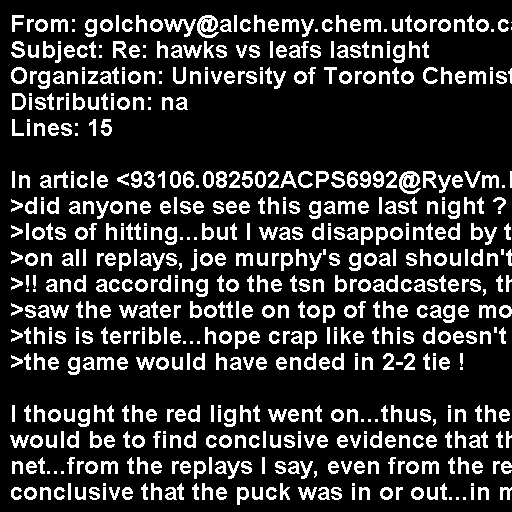 From: golchowy@alchemy.chem.utoronto.c
Subject: Re: hawks vs leafs lastnight
Organization: University of Toronto Chemist
Distribution: na
Lines: 15

In article <93106.082502ACPS6992@RyeVm.
>did anyone else see this game last night ?
>lots of hitting...but I was disappointed by t
>on all replays, joe murphy's goal shouldn't
>!! and according to the tsn broadcasters, th
>saw the water bottle on top of the cage mo
>this is terrible...hope crap like this doesn't
>the game would have ended in 2-2 tie !

I thought the red light went on...thus, in the
would be to find conclusive evidence that th
net...from the replays I say, even from the re
conclusive that the puck was in or out...in m